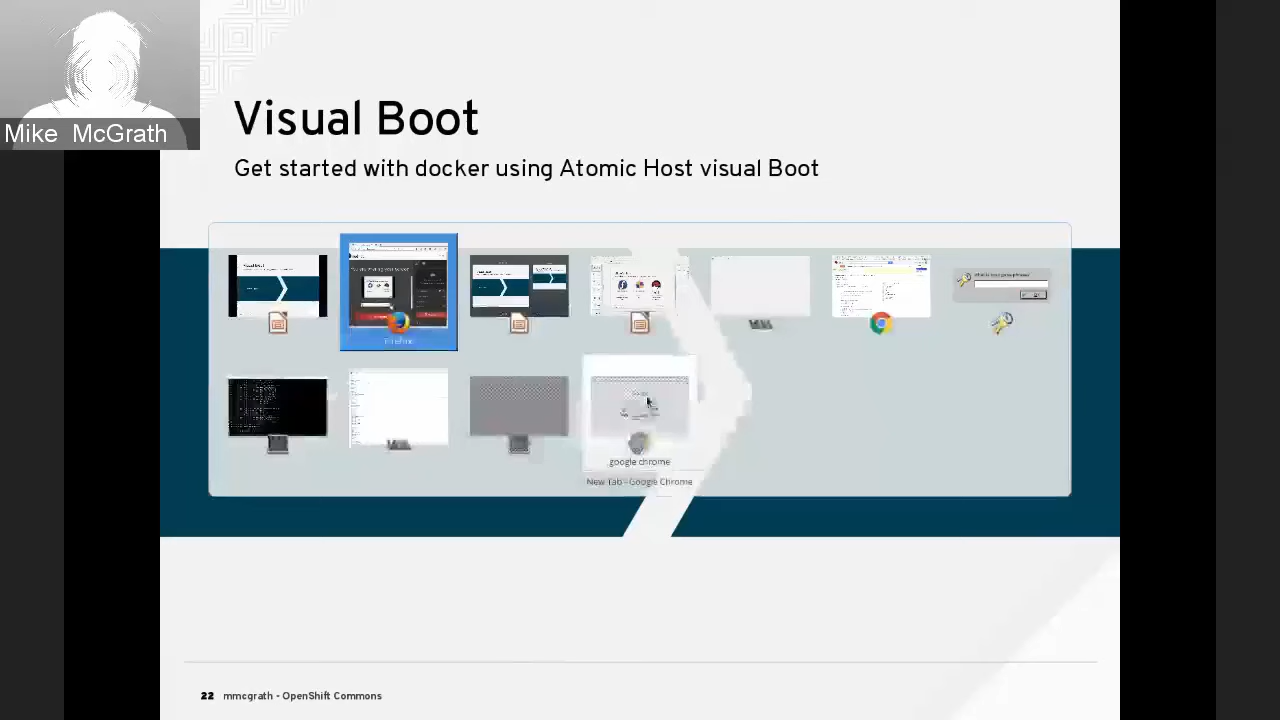 Mike McGrath
Visual Boot
Get started with docker using Atomic Host visual Boot
google chrome
New Tab - Google Chrome
22 mmcgrath - OpenShift Commons